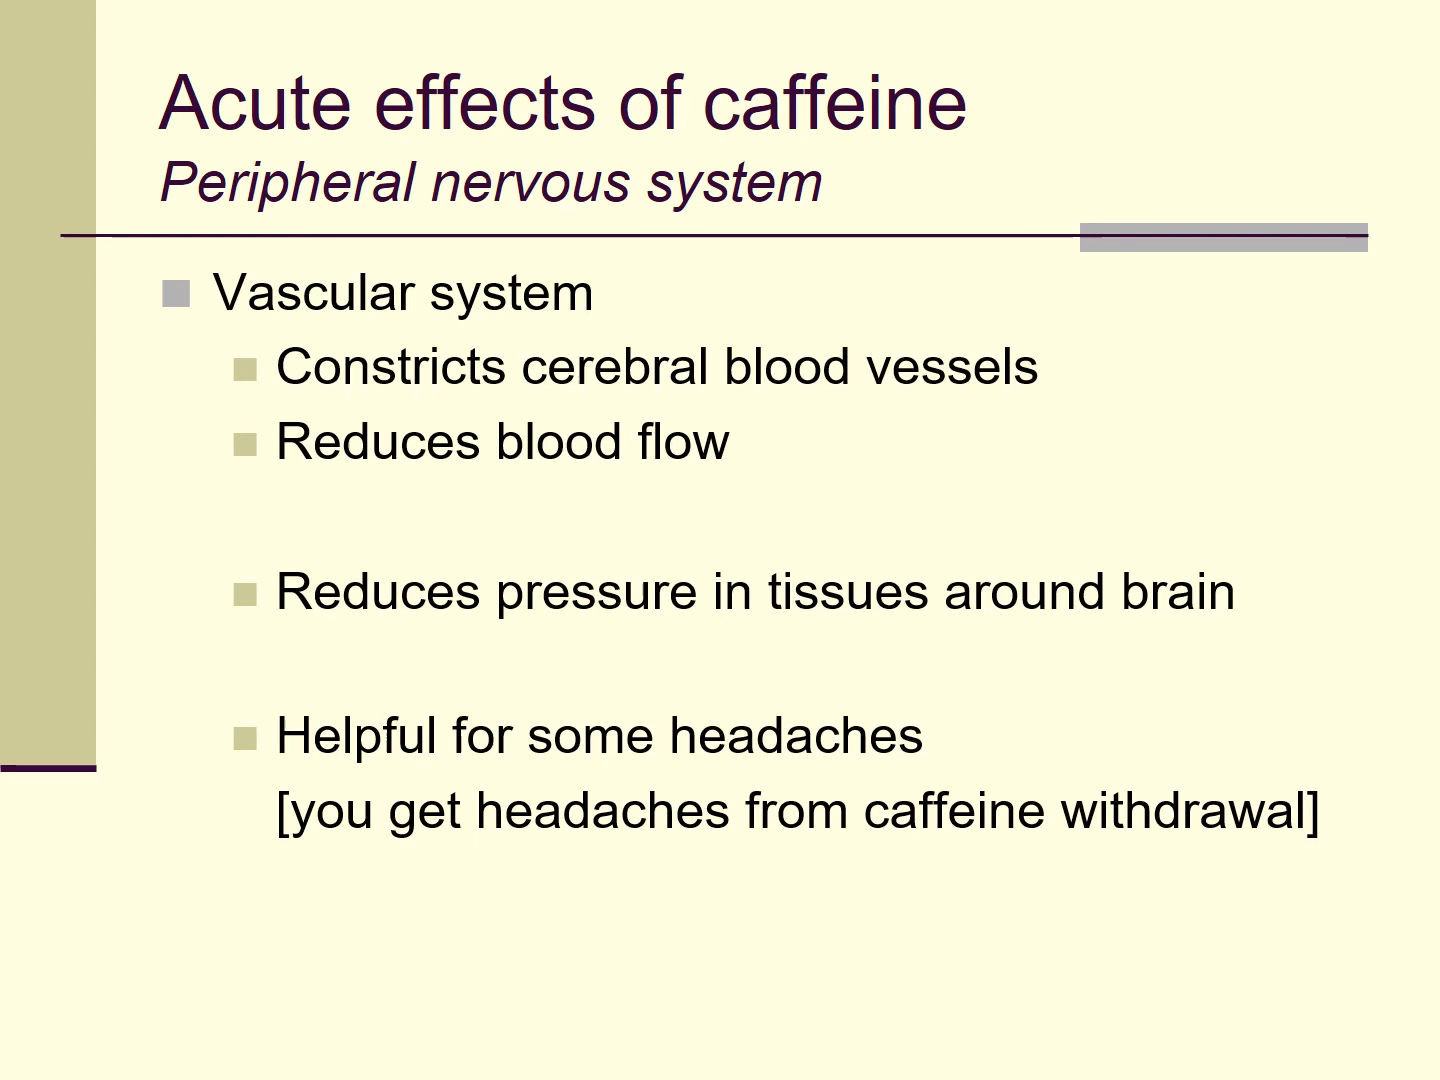 Acute effects of caffeine
Peripheral nervous system
Vascular system
Constricts cerebral blood vessels
Reduces blood flow
Reduces pressure in tissues around brain
Helpful for some headaches
[you get headaches from caffeine withdrawal]